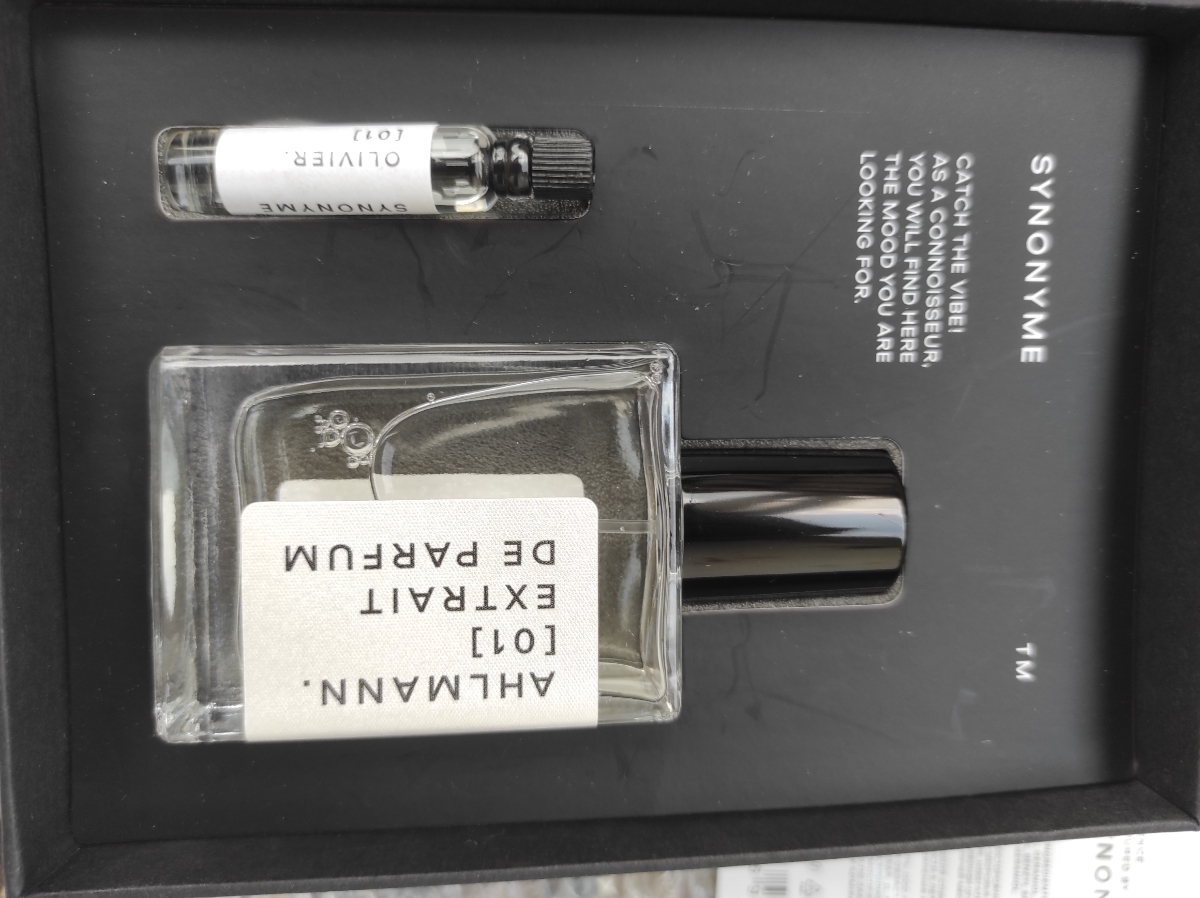 SYNONYME
TM
CATCH THE VIBE!
AS A CONNOISSEUR,
YOU WILL FIND HERE
THE MOOD YOU ARE
LOOKING FOR.
SYNONYME
OLIVIER.
[01]
AHLMANN.
[01]
EXTRAIT
DE PARFUM